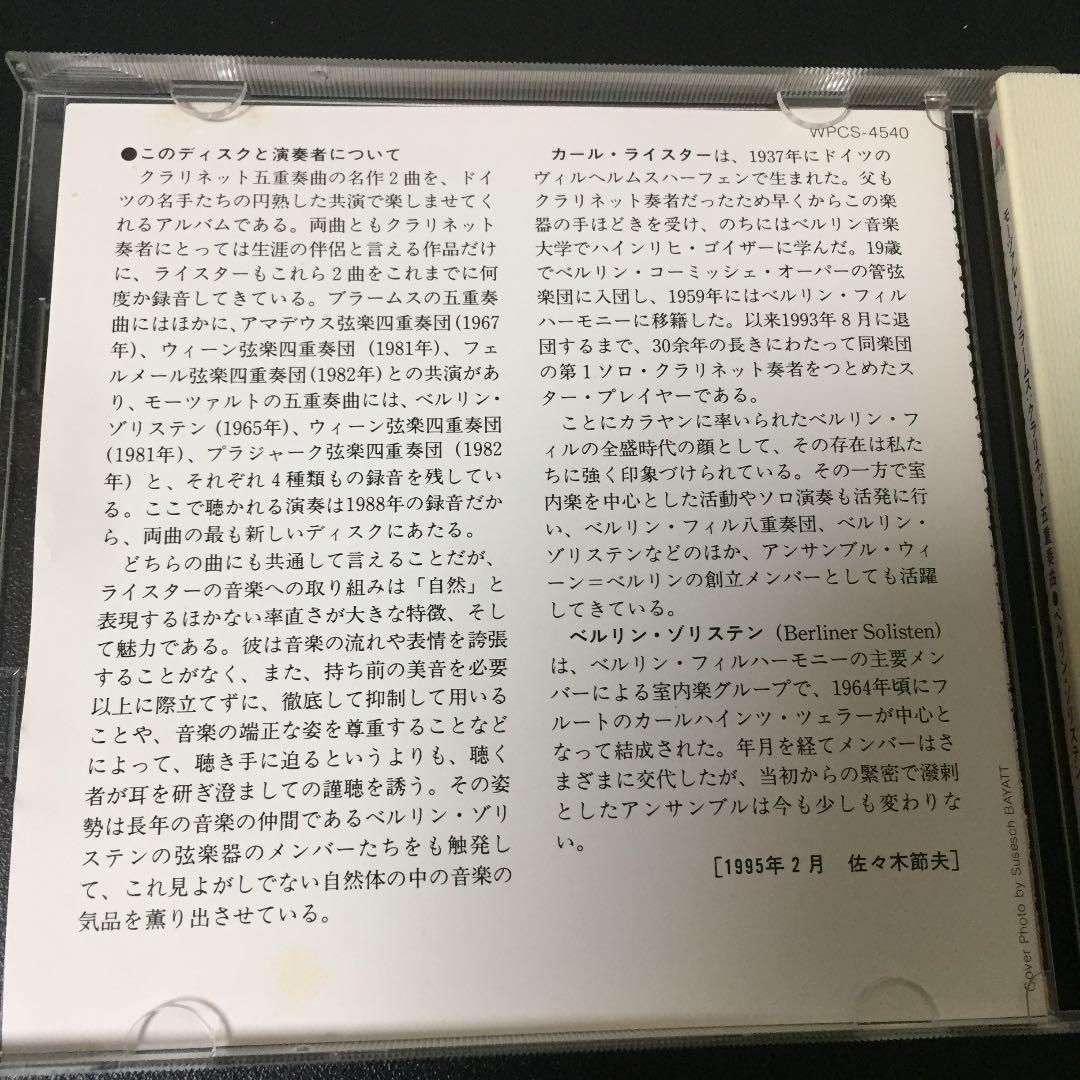 WPCS-4540
●このディスクと演奏者について
クラリネット五重奏曲の名作2曲を、ドイ
ツの名手たちの円熟した共演で楽しませてく
れるアルバムである。両曲ともクラリネット
奏者にとっては生涯の伴侶と言える作品だけ
に、ライスターもこれら2曲をこれまでに何
度か録音してきている。ブラームスの五重奏
曲にはほかに、アマデウス弦楽四重奏団(1967
年)、ウィーン弦楽四重奏団 (1981年)、フェ
ルメール弦楽四重奏団(1982年)との共演があ
り、モーツァルトの五重奏曲には、ベルリン・
ゾリステン (1965年)、ウィーン弦楽四重奏団
(1981年)、プラジャーク弦楽四重奏団 (1982
年) と、それぞれ4種類もの録音を残してい
る。ここで聴かれる演奏は1988年の録音だか
ら、両曲の最も新しいディスクにあたる。
どちらの曲にも共通して言えることだが、
ライスターの音楽への取り組みは「自然」と
表現するほかない率直さが大きな特徴、そし
て魅力である。彼は音楽の流れや表情を誇張
することがなく、また、持ち前の美音を必要
以上に際立てずに、徹底して抑制して用いる
ことや、音楽の端正な姿を尊重することなど
によって、聴き手に迫るというよりも、聴く
者が耳を研ぎ澄ましての謹聴を誘う。その姿
勢は長年の音楽の仲間であるベルリン・ゾリ
ステンの弦楽器のメンバーたちをも触発し
て、これ見よがしでない自然体の中の音楽の
気品を薫り出させている。
カール・ライスターは、1937年にドイツの
ヴィルヘルムスハーフェンで生まれた。父も
クラリネット奏者だったため早くからこの楽
器の手ほどきを受け、のちにはベルリン音楽
大学でハインリヒ・ゴイザーに学んだ。19歳
でベルリン・コーミッシェ・オーパーの管弦
楽団に入団し、1959年にはベルリン・フィル
ハーモニーに移籍した。以来1993年8月に退
団するまで、30余年の長きにわたって同楽団
の第1ソロ・クラリネット奏者をつとめたス
ター・プレイヤーである。
ことにカラヤンに率いられたベルリン・フ
ィルの全盛時代の顔として、その存在は私た
ちに強く印象づけられている。その一方で室
内楽を中心とした活動やソロ演奏も活発に行
い、ベルリン・フィル八重奏団、ベルリン・
ゾリステンなどのほか、アンサンブル・ウィ
ーン=ベルリンの創立メンバーとしても活躍
してきている。
ベルリン・ゾリステン (Berliner Solisten)
は、ベルリン・フィルハーモニーの主要メン
バーによる室内楽グループで、1964年頃にフ
ルートのカールハインツ・ツェラーが中心と
なって結成された。年月を経てメンバーはさ
まざまに交代したが、当初からの緊密で潑剌
としたアンサンブルは今も少しも変わりな
い。
[1995年2月 佐々木節夫]
Cover Photo by Susesch BAYATT
モーツァルト/ブラームス:クラリネット五重奏曲●ベルリン・ゾリステン